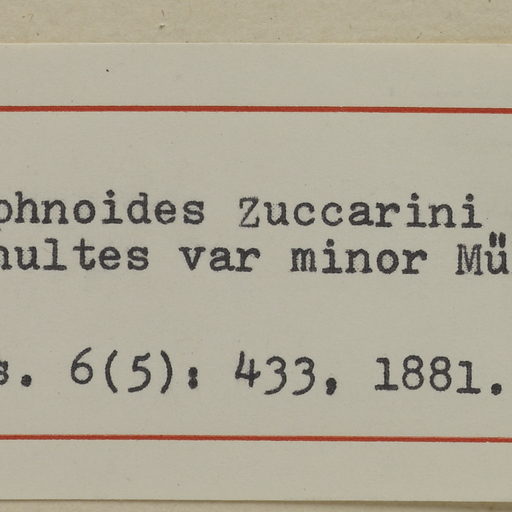 phnoides Zuccarini
hultes var minor Mü
s. 6(5): 433, 1881.